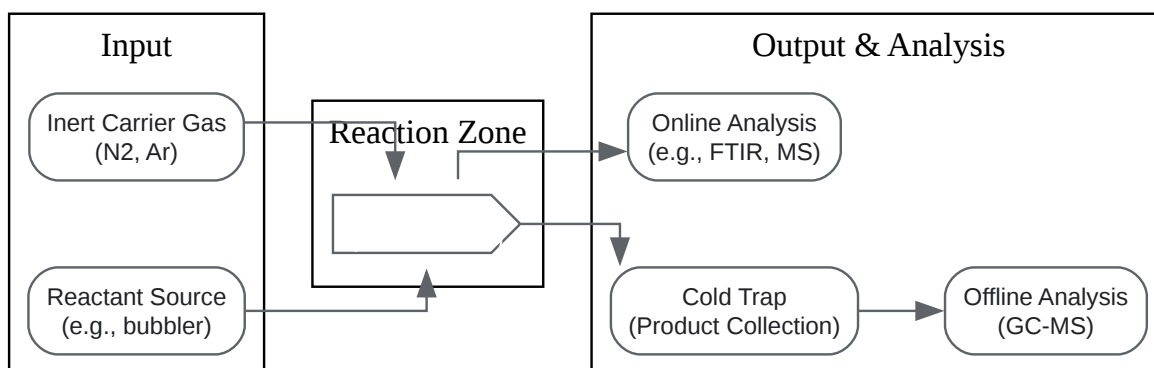 Input
Inert Carrier Gas
(N2, Ar)
Reactant Source
(e.g., bubbler)
Reaction Zone
Output & Analysis
Online Analysis
(e.g., FTIR, MS)
Cold Trap
(Product Collection)
Offline Analysis
(GC-MS)